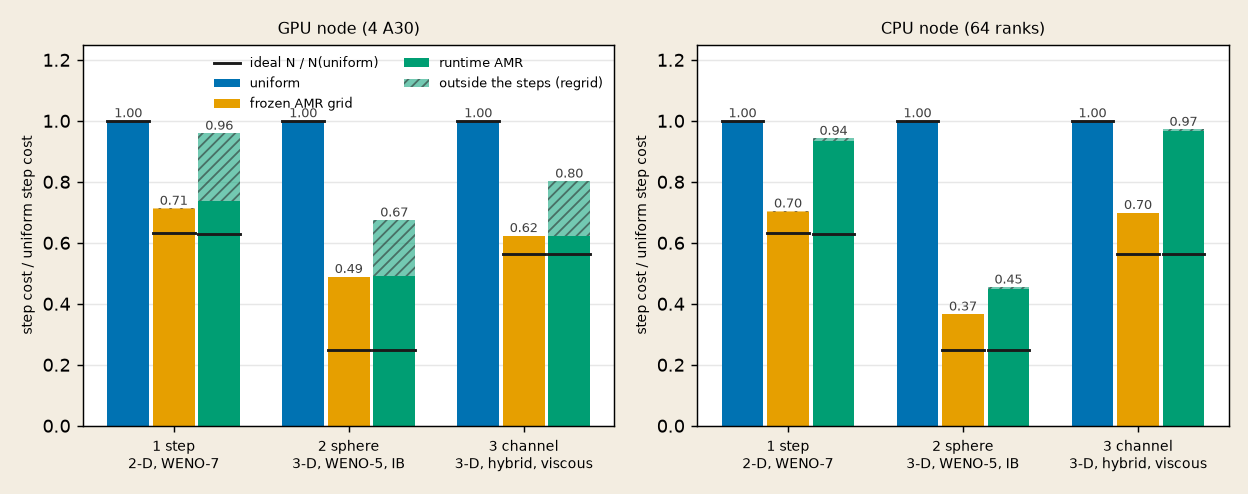 GPU node (4 A30)
step cost / uniform step cost
1.2
1.0
0.8
0.6
0.4
0.2
0.0
ideal N / N(uniform)
uniform
frozen AMR grid
runtime AMR
outside the steps (regrid)
1.00
0.71
0.96
1.00
0.49
0.67
1.00
0.62
0.80
1 step
2-D, WENO-7
2 sphere
3-D, WENO-5, IB
3 channel
3-D, hybrid, viscous
CPU node (64 ranks)
step cost / uniform step cost
1.2
1.0
0.8
0.6
0.4
0.2
0.0
1.00
0.70
0.94
1.00
0.37
0.45
1.00
0.70
0.97
1 step
2-D, WENO-7
2 sphere
3-D, WENO-5, IB
3 channel
3-D, hybrid, viscous